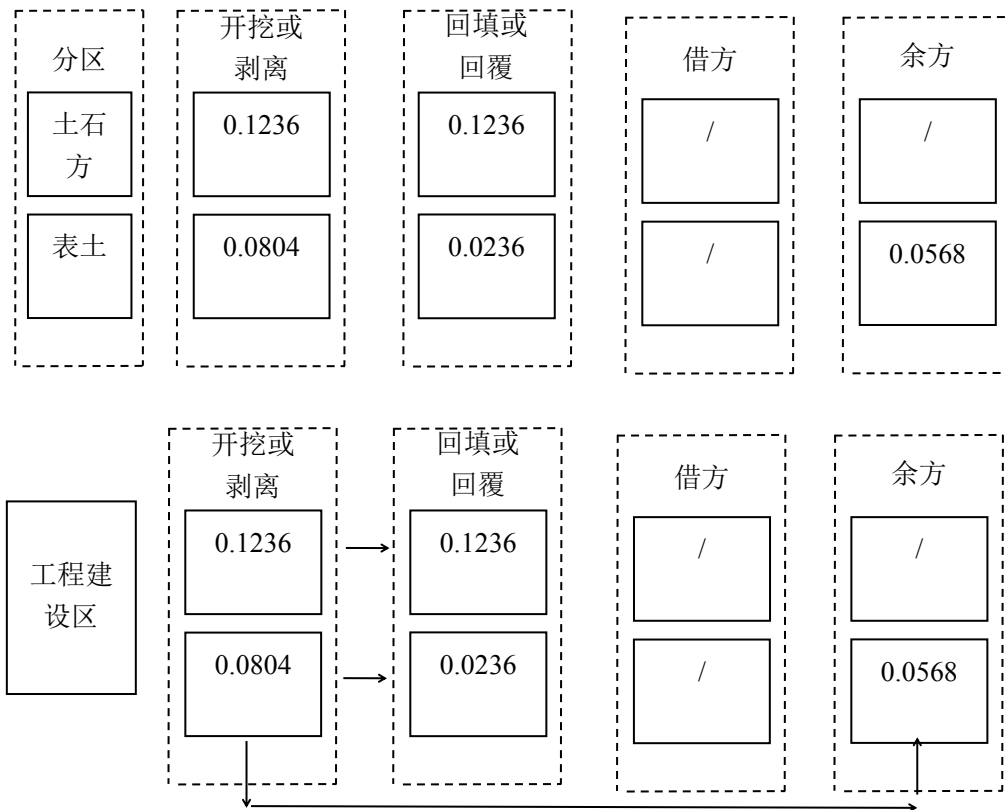 分区
开挖或
剥离
回填或
回覆
借方
余方
土石
方
0.1236
0.1236
/
/
表土
0.0804
0.0236
/
0.0568
开挖或
剥离
回填或
回覆
借方
余方
工程建
设区
0.1236
0.1236
/
/
0.0804
0.0236
/
0.0568